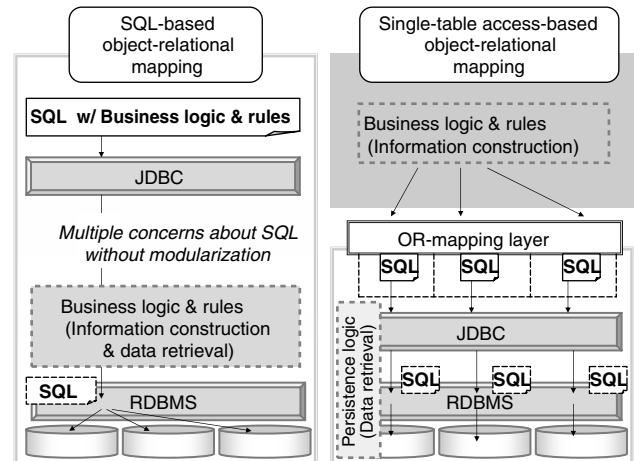 SQL-based
object-relational
mapping
SQL w/ Business logic & rules
JDBC
Multiple concerns about SQL
without modularization
Business logic & rules
(Information construction
& data retrieval)
SQL
RDBMS
Single-table access-based
object-relational
mapping
Business logic & rules
(Information construction)
OR-mapping layer
SQL
SQL
SQL
Persistence logic
(Data retrieval)
JDBC
SQL
SQL
SQL
RDBMS